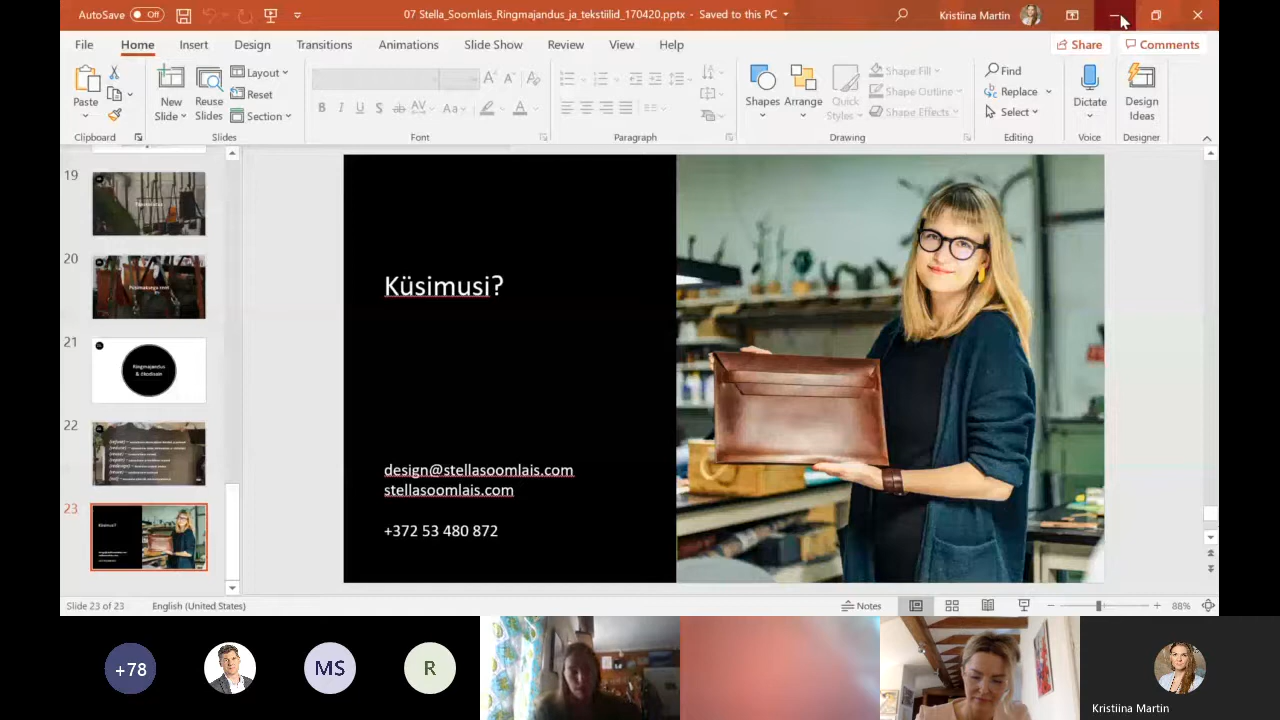 AutoSave Off
07 Stella_Soomlais_Ringmajandus_ja_tekstiilid_170420.pptx - Saved to this PC
Kristiina Martin
File Home Insert Design Transitions Animations Slide Show Review View Help
Share Comments
Paste
New Slide
Reuse Slides
Layout
Reset
Section
Shapes Arrange Quick Styles
Shape Fill
Shape Outline
Shape Effects
Find
Replace
Select
Dictate
Design Ideas
Clipboard Slides Font Paragraph Drawing Editing Voice Designer
19
20
21
Ringmajandus
& ökodisain
22
23
Küsimusi?
design@stellasoomlais.com
stellasoomlais.com
+372 53 480 872
Slide 23 of 23 English (United States) Notes 88%
+78 MS R
Kristiina Martin